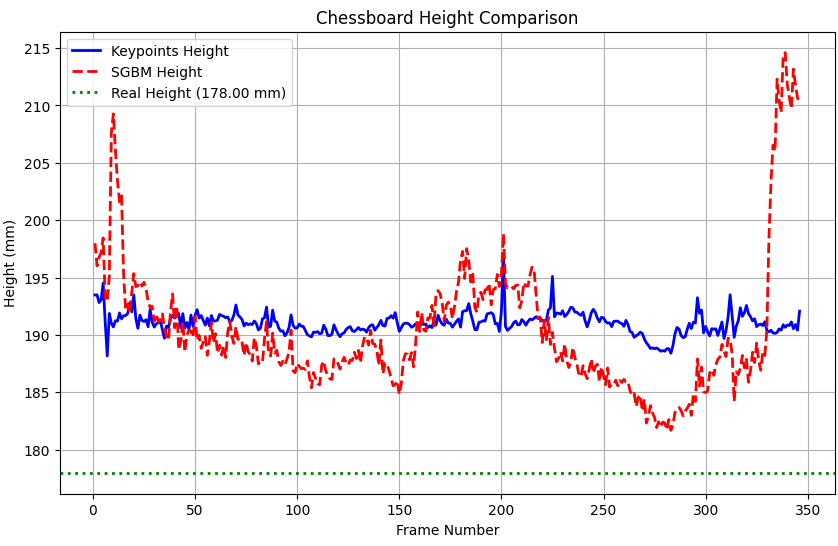 Chessboard Height Comparison
Keypoints Height
SGBM Height
Real Height (178.00 mm)
215
210
205
200
195
190
185
180
Height (mm)
0 50 100 150 200 250 300 350
Frame Number